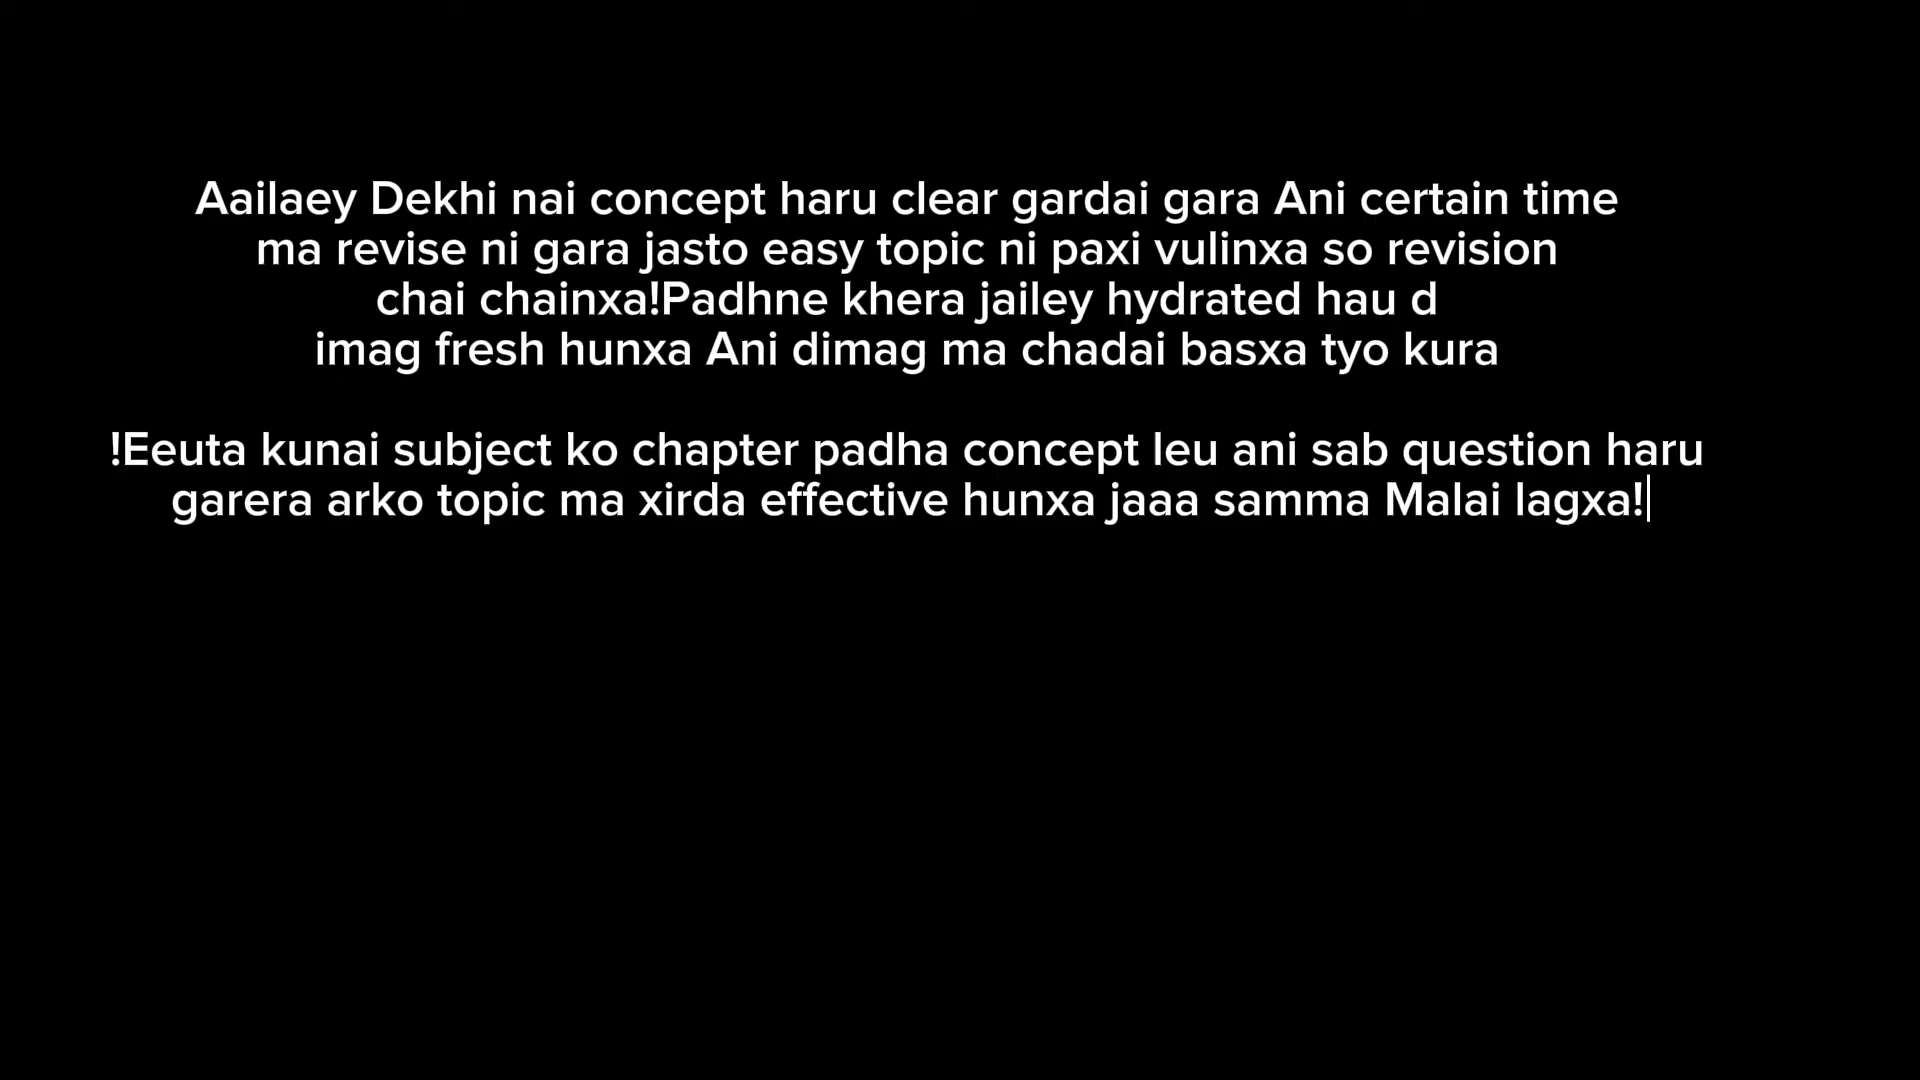 Aailaey Dekhi nai concept haru clear gardai gara Ani certain time
ma revise ni gara jasto easy topic ni paxi vulinxa so revision
chai chainxa!Padhne khera jailey hydrated hau d
imag fresh hunxa Ani dimag ma chadai basxa tyo kura
!Eeuta kunai subject ko chapter padha concept leu ani sab question haru
garera arko topic ma xirda effective hunxa jaaa samma Malai lagxa!